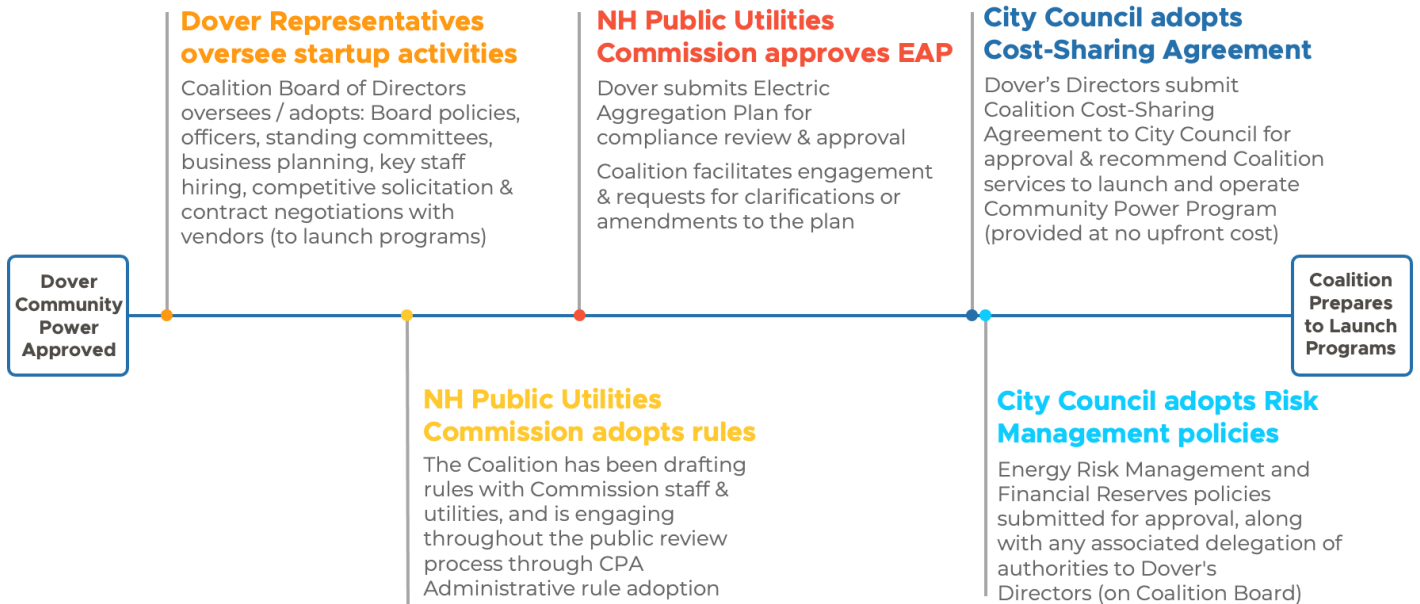 Dover Representatives
oversee startup activities
Coalition Board of Directors
oversees / adopts: Board policies,
officers, standing committees,
business planning, key staff
hiring, competitive solicitation &
contract negotiations with
vendors (to launch programs)
NH Public Utilities
Commission approves EAP
Dover submits Electric
Aggregation Plan for
compliance review & approval
Coalition facilitates engagement
& requests for clarifications or
amendments to the plan
City Council adopts
Cost-Sharing Agreement
Dover’s Directors submit
Coalition Cost-Sharing
Agreement to City Council for
approval & recommend Coalition
services to launch and operate
Community Power Program
(provided at no upfront cost)
Dover
Community
Power
Approved
Coalition
Prepares
to Launch
Programs
NH Public Utilities
Commission adopts rules
The Coalition has been drafting
rules with Commission staff &
utilities, and is engaging
throughout the public review
process through CPA
Administrative rule adoption
City Council adopts Risk
Management policies
Energy Risk Management and
Financial Reserves policies
submitted for approval, along
with any associated delegation of
authorities to Dover's
Directors (on Coalition Board)